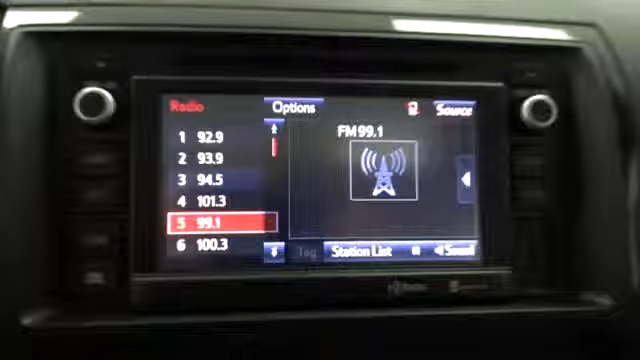 Radio
Options
Source
FM 99.1
1 92.9
2 93.9
3 94.5
4 101.3
5 99.1
6 100.3
Tag
Station List
Sound